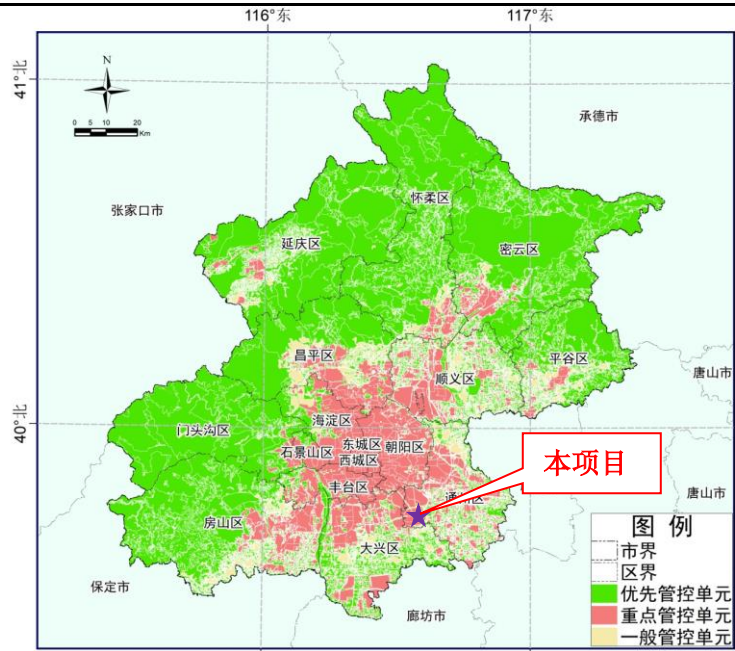 116°东
117°东
41°北
N
0 5 10 20
Km
承德市
怀柔区
张家口市
延庆区
密云区
昌平区
平谷区
顺义区
唐山市
40°北
海淀区
门头沟区
东城区
朝阳区
石景山区
西城区
本项目
丰台区
通州区
唐山市
房山区
大兴区
图 例
市界
区界
优先管控单元
重点管控单元
一般管控单元
保定市
廊坊市